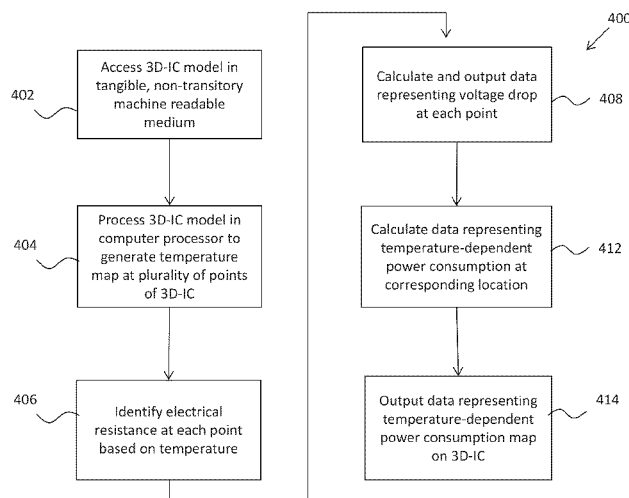 400
402
Access 3D-IC model in
tangible, non-transitory
machine readable
medium
404
Process 3D-IC model in
computer processor to
generate temperature
map at plurality of points
of 3D-IC
406
Identify electrical
resistance at each point
based on temperature
Calculate and output data
representing voltage drop
at each point
408
Calculate data representing
temperature-dependent
power consumption at
corresponding location
412
Output data representing
temperature-dependent
power consumption map
on 3D-IC
414